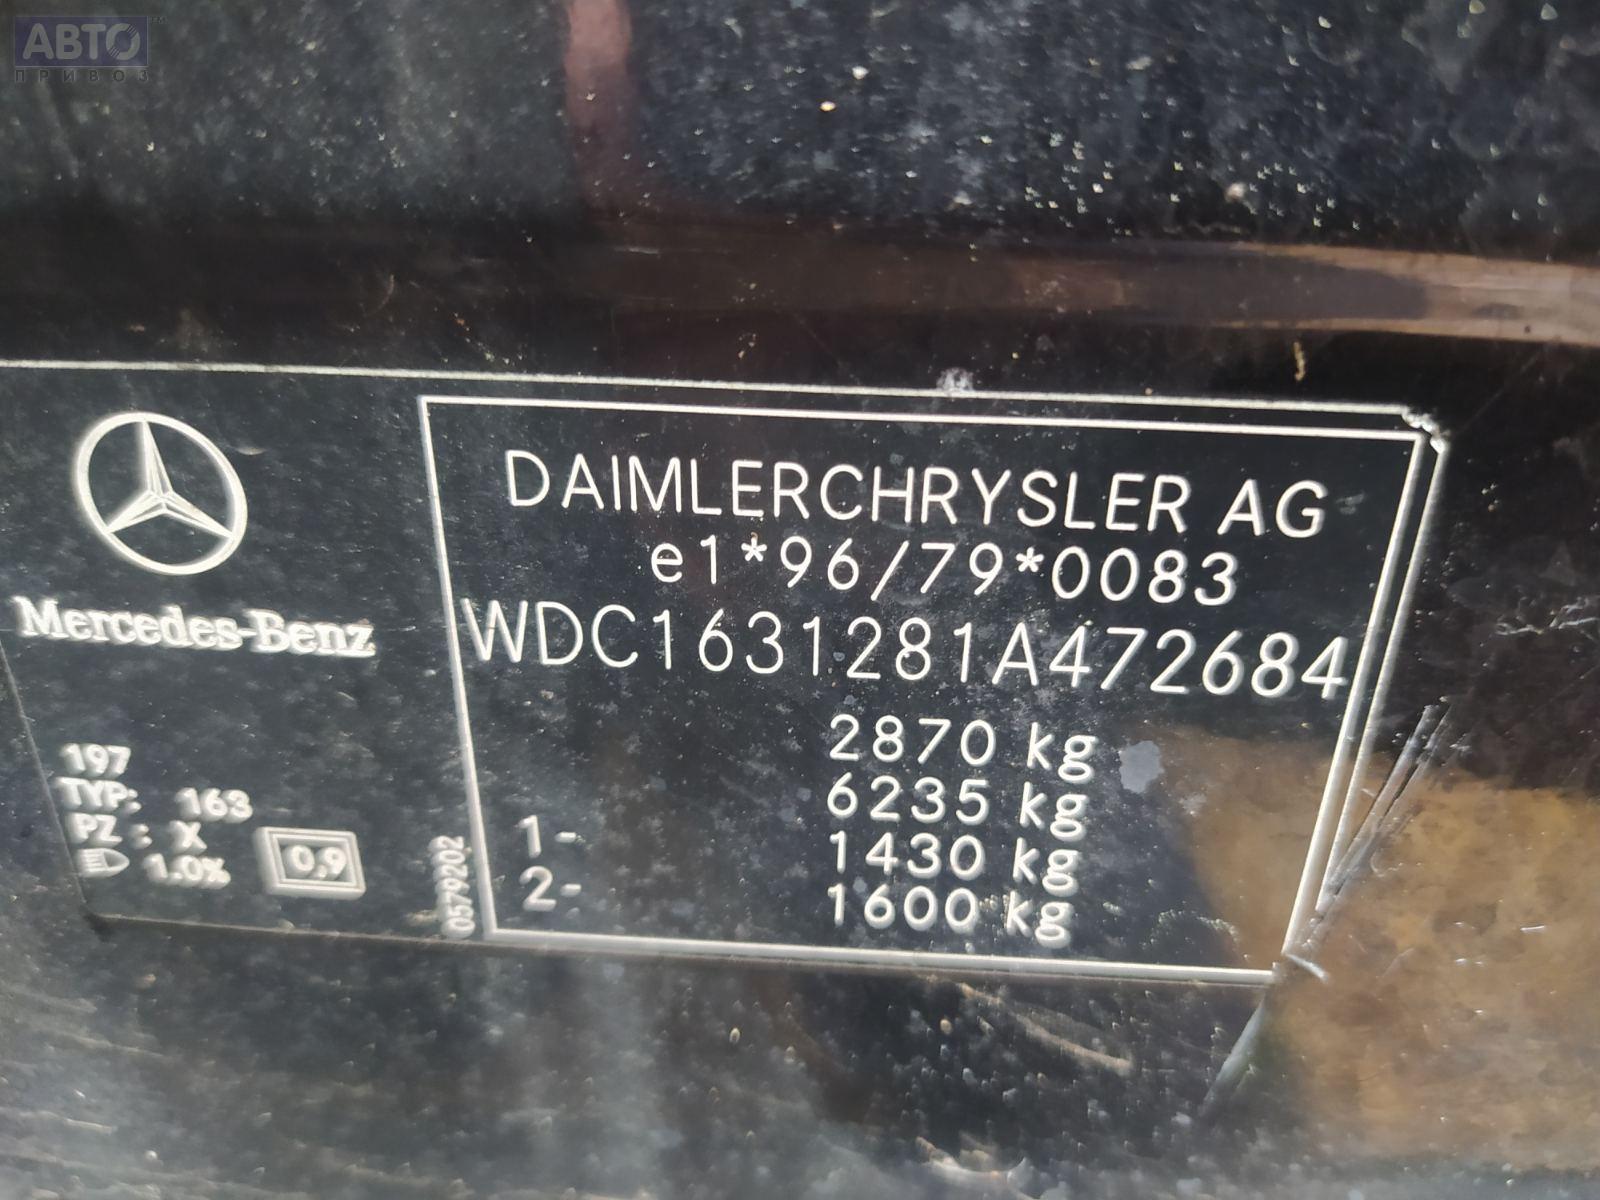 АВТО™
ПРИВОЗ
DAIMLERCHRYSLER AG
e1*96/79*0083
WDC1631281A472684
2870 kg
6235 kg
1- 1430 kg
2- 1600 kg
Mercedes-Benz
197
TYP: 163
PZ : X
1.0%
0,9
0579202